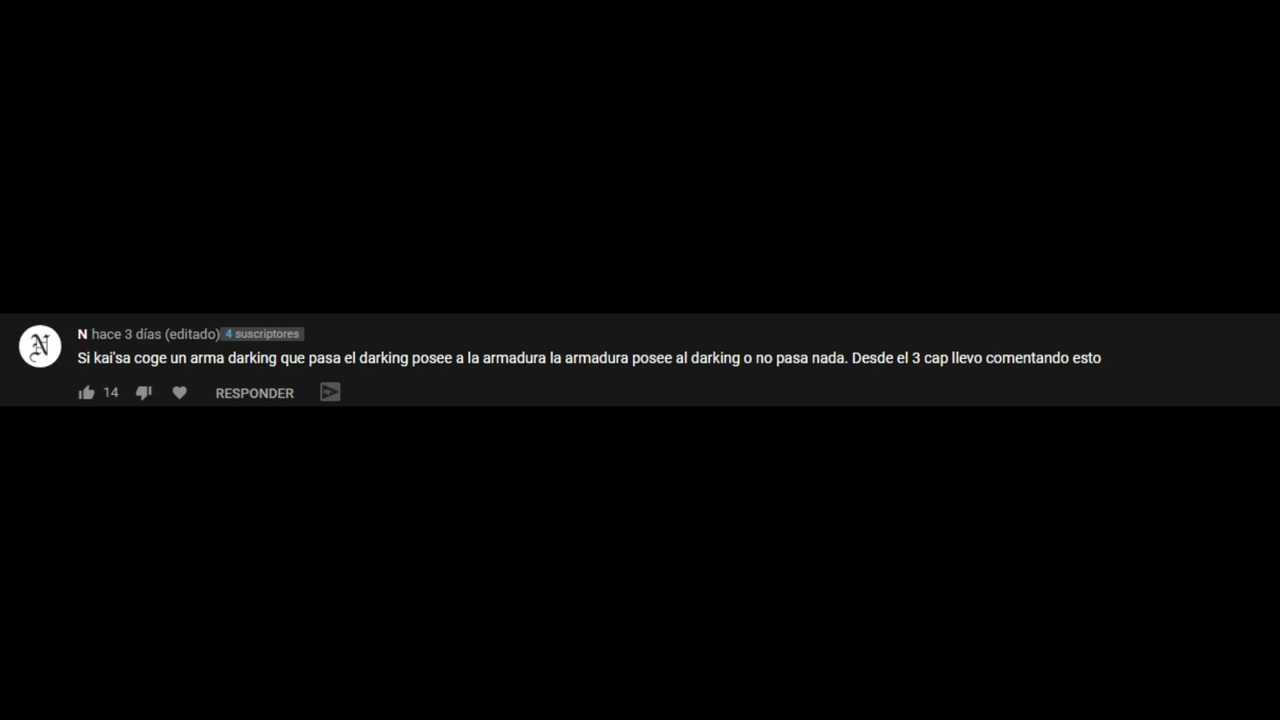 N hace 3 días (editado) 4 suscriptores
Si kai'sa coge un arma darking que pasa el darking posee a la armadura la armadura posee al darking o no pasa nada. Desde el 3 cap llevo comentando esto
14 RESPONDER